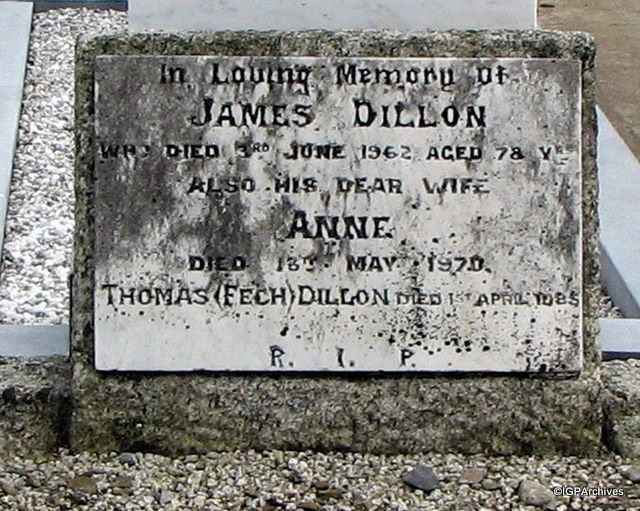 In Loving Memory Of
JAMES DILLON
WHO DIED 3RD JUNE 1962 AGED 78 YRS
ALSO HIS DEAR WIFE
ANNE
DIED MAY 1970.
THOMAS (FECH) DILLON DIED 1ST APRIL 1985
R. I. P.
©IGPArchives